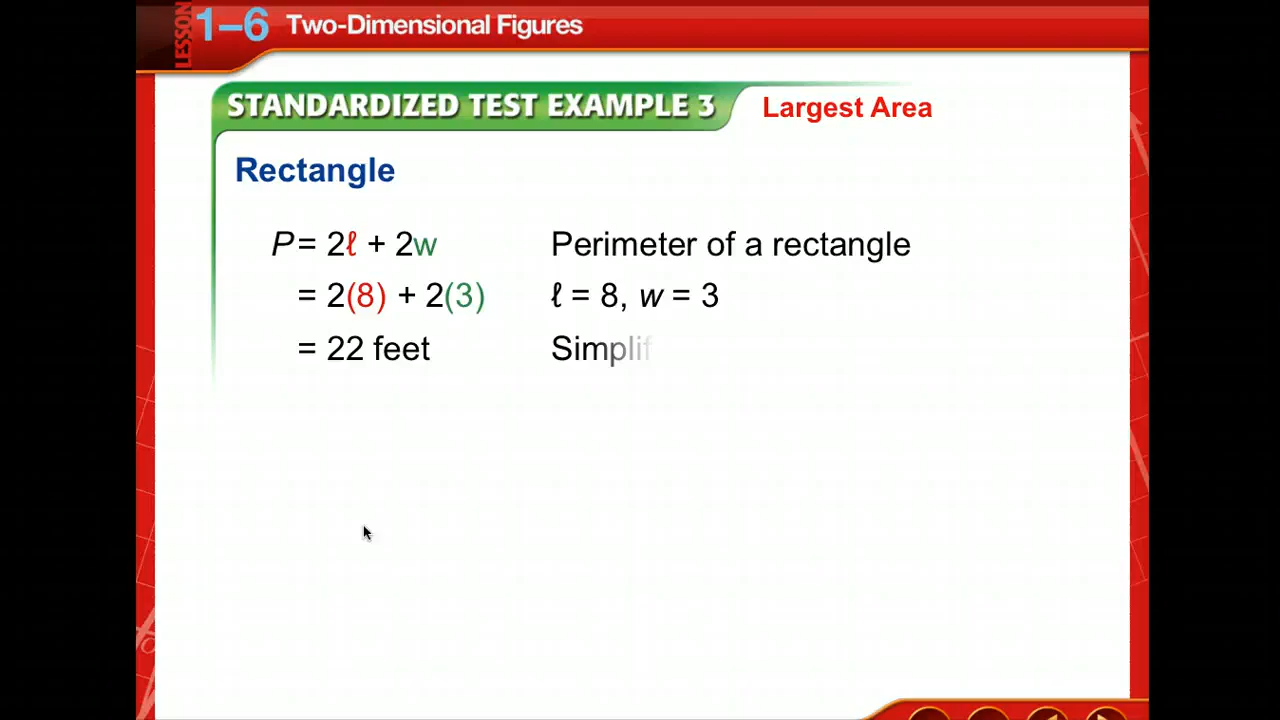 LESSON 1–6 Two-Dimensional Figures
STANDARDIZED TEST EXAMPLE 3 Largest Area
Rectangle
P = 2ℓ + 2w Perimeter of a rectangle
= 2(8) + 2(3) ℓ = 8, w = 3
= 22 feet Simplif